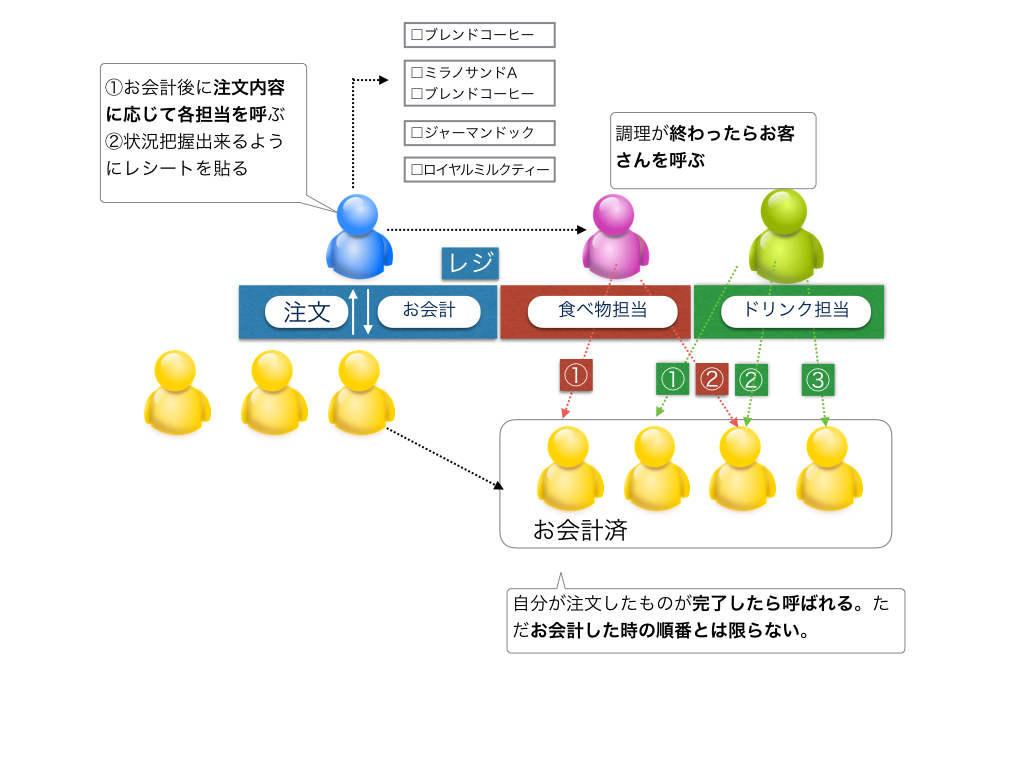 □ブレンドコーヒー
□ミラノサンドA
□ブレンドコーヒー
□ジャーマンドック
□ロイヤルミルクティー
①お会計後に注文内容
に応じて各担当を呼ぶ
②状況把握出来るよう
にレシートを貼る
調理が終わったらお客
さんを呼ぶ
レジ
注文
お会計
食べ物担当
ドリンク担当
①
①
②
②
③
お会計済
自分が注文したものが完了したら呼ばれる。た
だお会計した時の順番とは限らない。